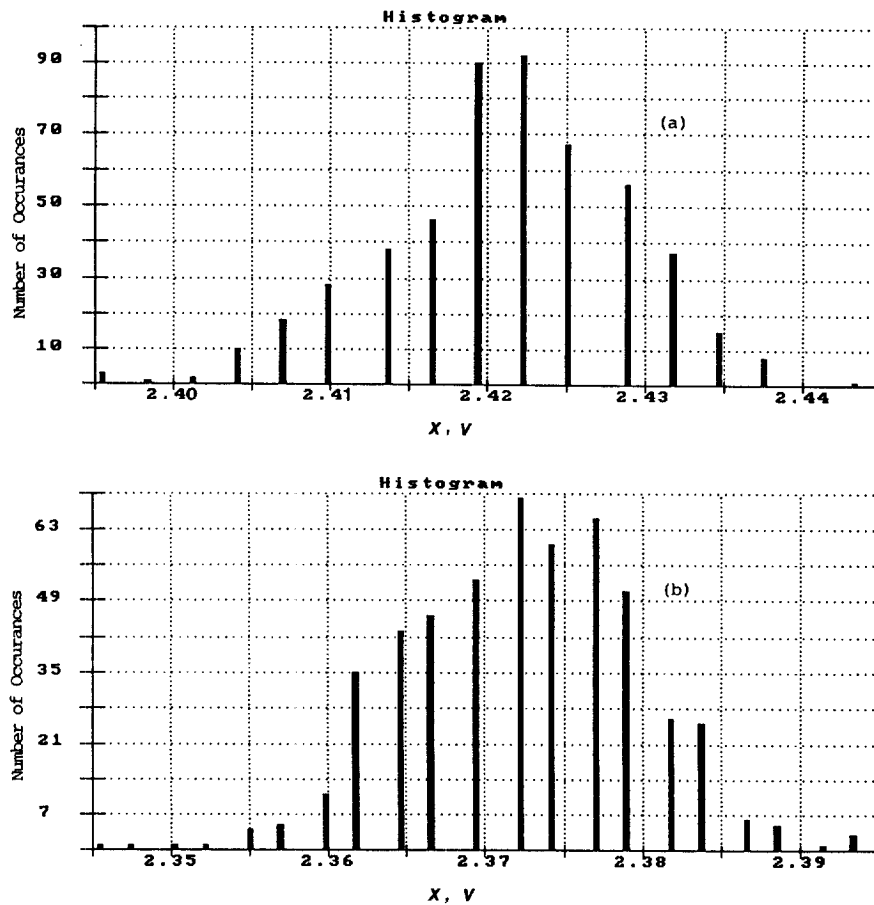 Histogram
90
70
50
30
10
Number of Occurances
(a)
2.40 2.41 2.42 2.43 2.44
X, V
Histogram
63
49
35
21
7
Number of Occurances
(b)
2.35 2.36 2.37 2.38 2.39
X, V